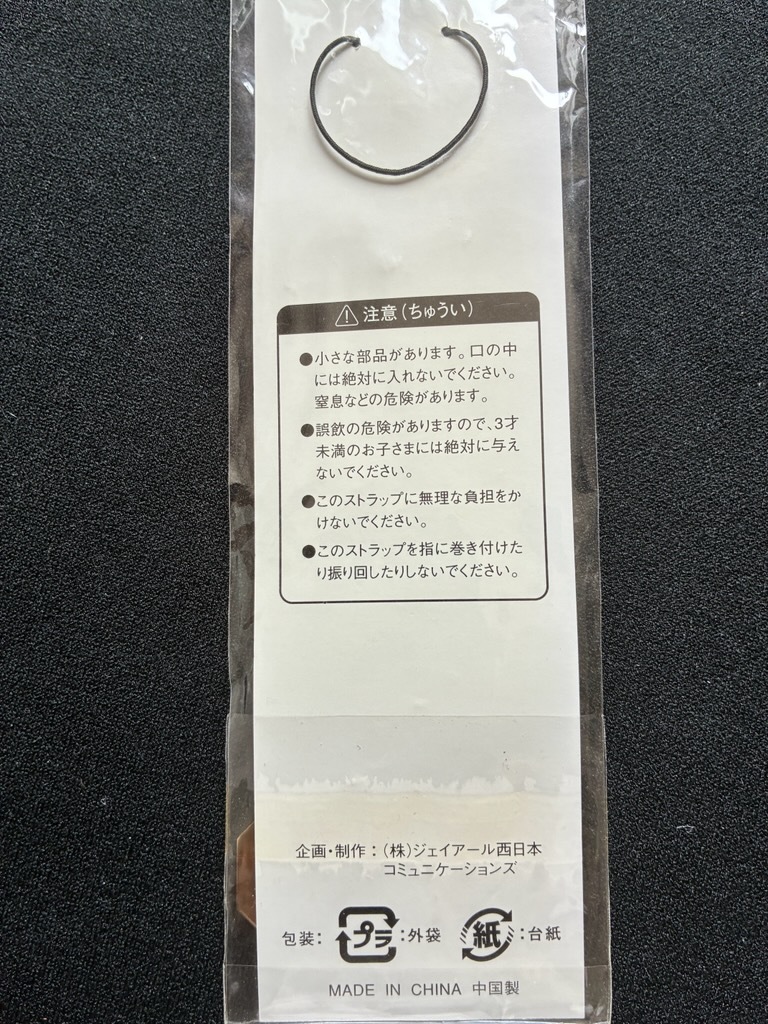 ⚠ 注意(ちゅうい)
●小さな部品があります。口の中
には絶対に入れないでください。
窒息などの危険があります。
●誤飲の危険がありますので、3才
未満のお子さまには絶対に与え
ないでください。
●このストラップに無理な負担をか
けないでください。
●このストラップを指に巻き付けた
り振り回したりしないでください。
企画・制作:(株)ジェイアール西日本
コミュニケーションズ
包装: プラ:外袋 紙:台紙
MADE IN CHINA 中国製